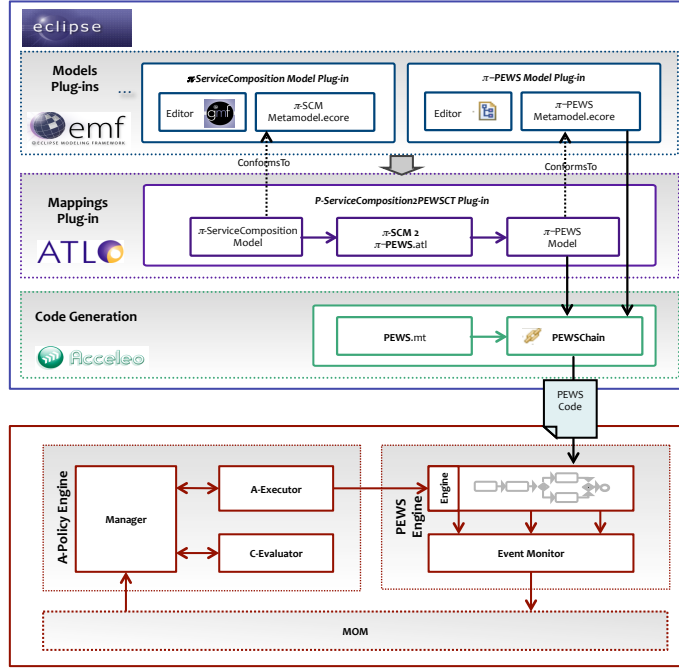 eclipse
Models
Plug-ins ...
emf
ECLIPSE MODELING FRAMEWORK
π-ServiceComposition Model Plug-in
Editor
gmf
π-SCM
Metamodel.ecore
π-PEWS Model Plug-in
Editor
π-PEWS
Metamodel.ecore
ConformsTo
ConformsTo
Mappings
Plug-in
ATL
P-ServiceComposition2PEWSCT Plug-in
π-ServiceComposition
Model
π-SCM 2
π-PEWS.atl
π-PEWS
Model
Code Generation
Acceleo
PEWS.mt
PEWSChain
PEWS
Code
A-Policy Engine
Manager
A-Executor
C-Evaluator
PEWS
Engine
Engine
Event Monitor
MOM